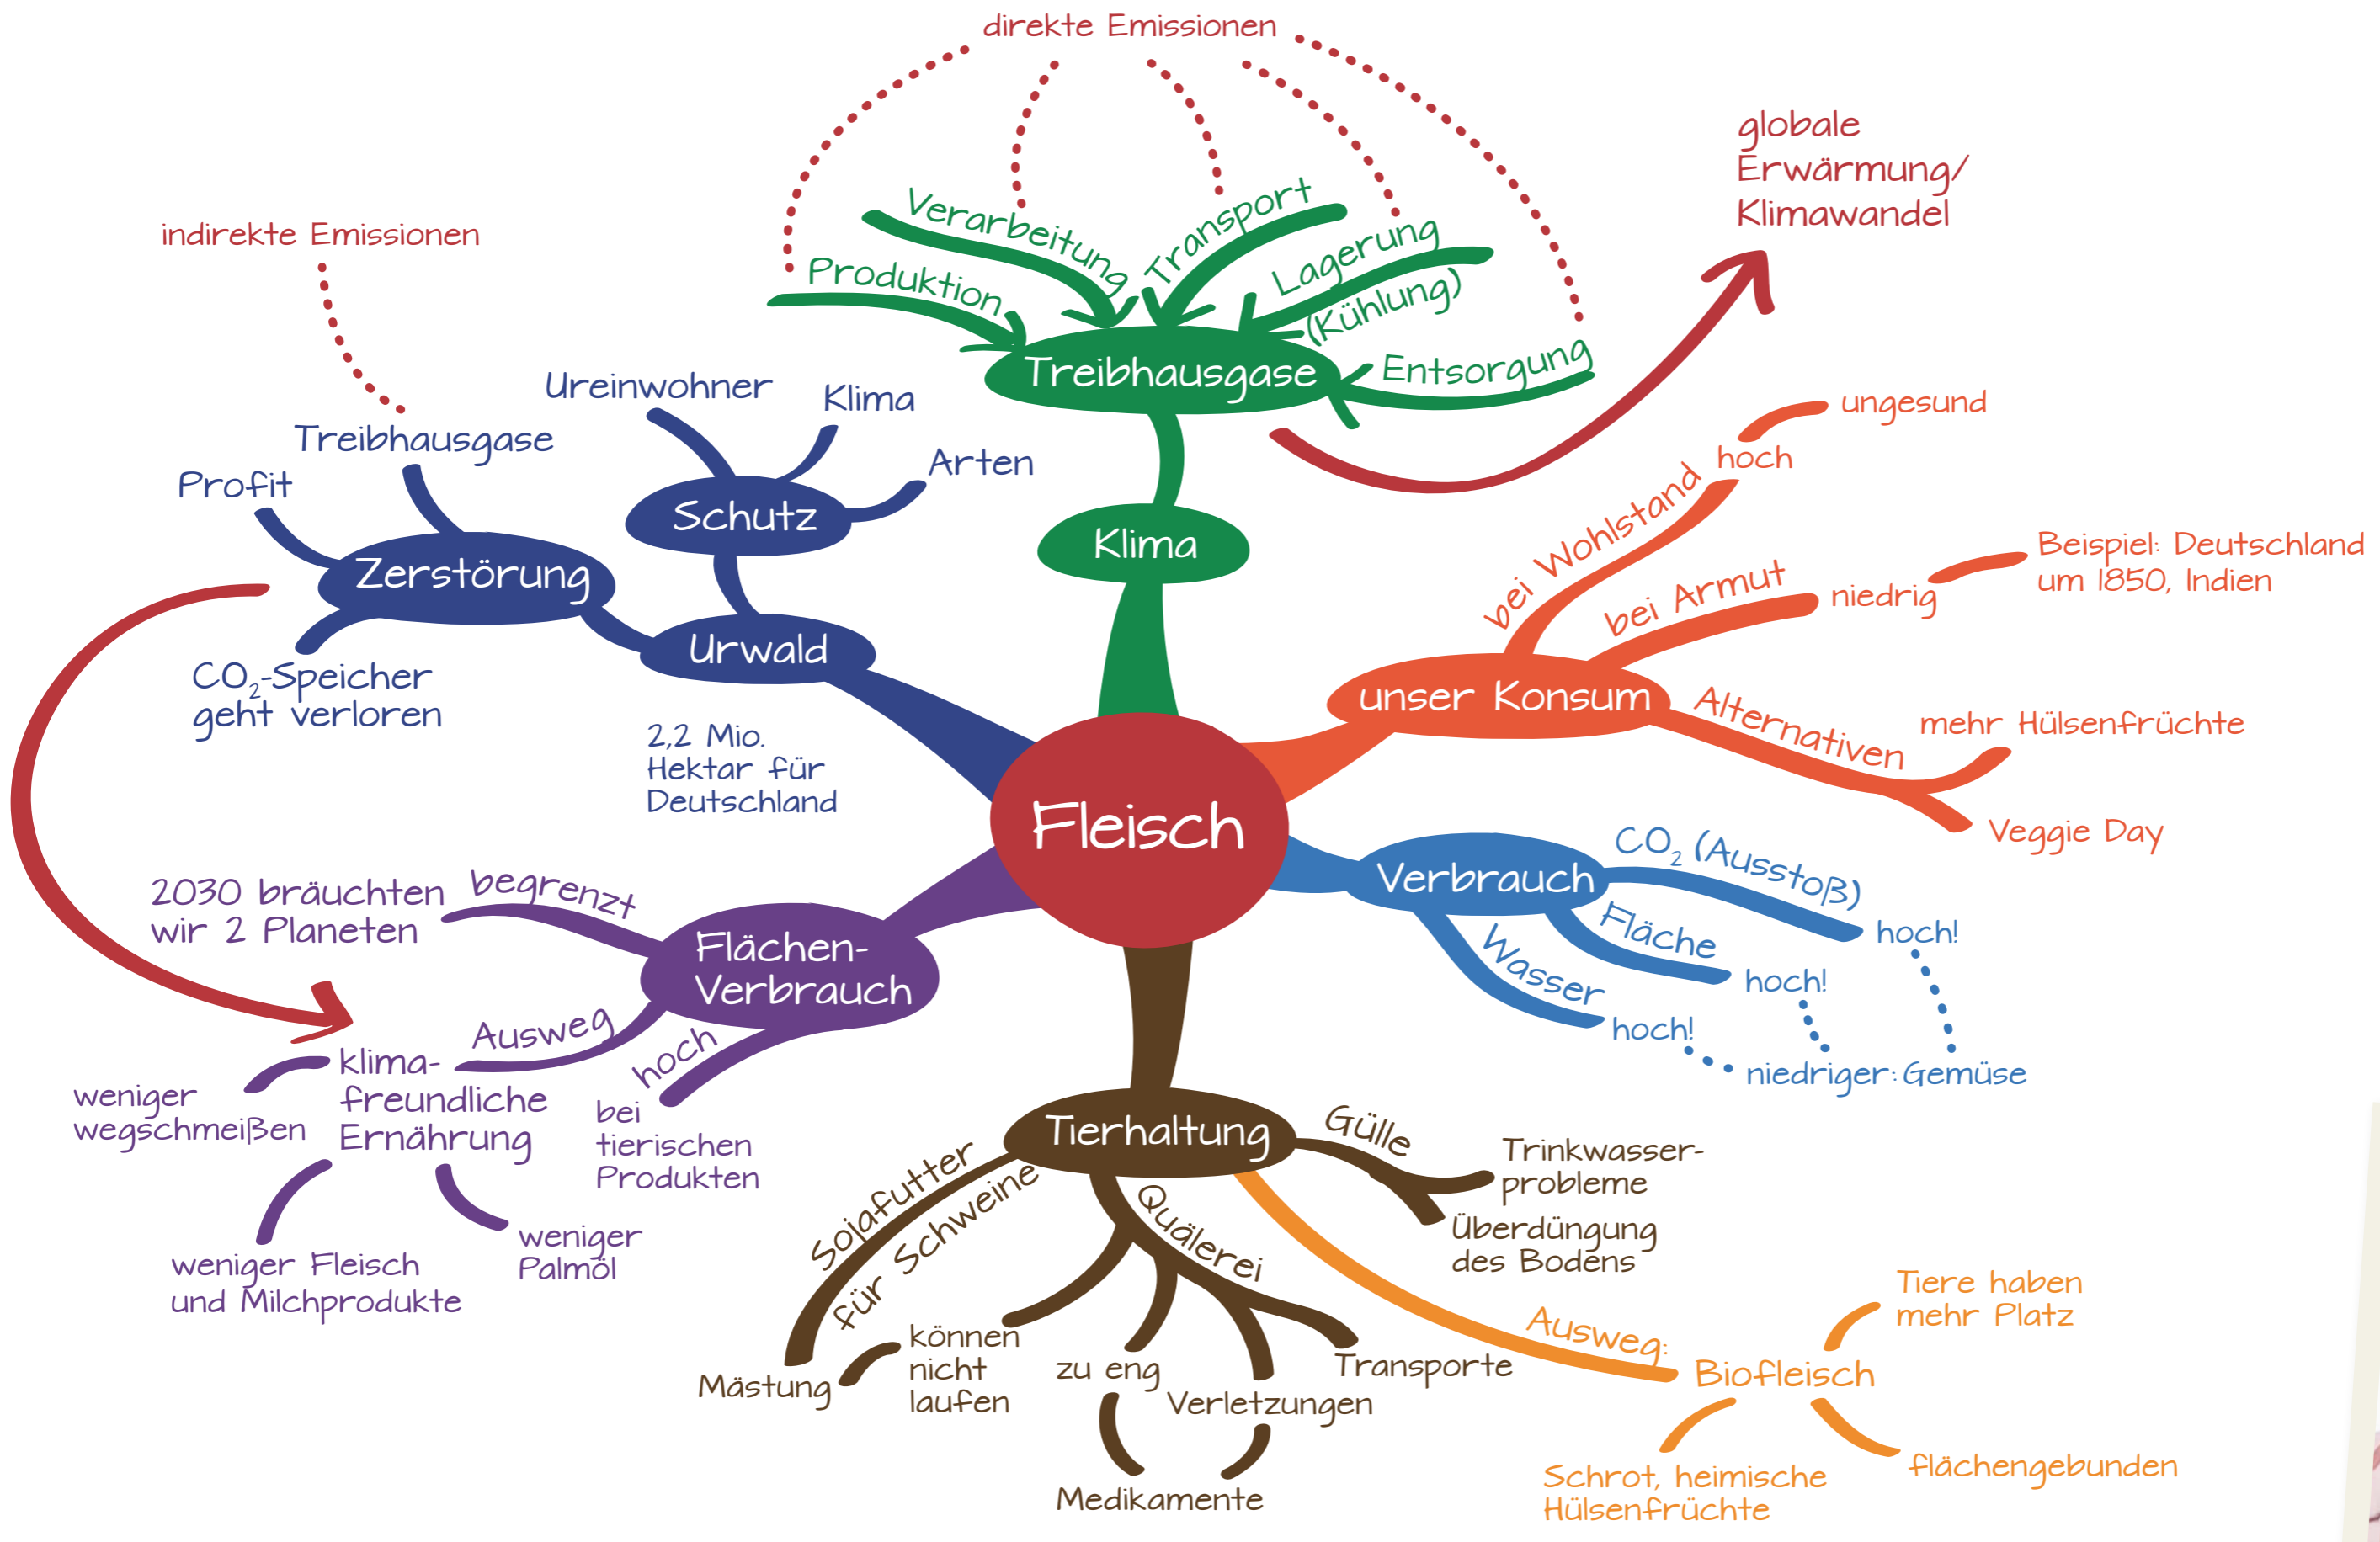 direkte Emissionen
globale
Erwärmung/
Klimawandel
indirekte Emissionen
Verarbeitung
Transport
Produktion
Lagerung
(Kühlung)
Treibhausgase
Entsorgung
Ureinwohner
Klima
Arten
Treibhausgase
Profit
Schutz
Zerstörung
Urwald
CO₂-Speicher
geht verloren
2,2 Mio.
Hektar für
Deutschland
Klima
ungesund
hoch
bei Wohlstand
bei Armut
niedrig
Beispiel: Deutschland
um 1850, Indien
unser Konsum
Alternativen
mehr Hülsenfrüchte
Veggie Day
Fleisch
Verbrauch
CO₂ (Ausstoß)
hoch!
Fläche
hoch!
Wasser
hoch!
niedriger: Gemüse
2030 bräuchten
wir 2 Planeten
begrenzt
Flächen-
Verbrauch
Ausweg
hoch
bei
tierischen
Produkten
klima-
freundliche
Ernährung
weniger
wegschmeißen
weniger Fleisch
und Milchprodukte
weniger
Palmöl
Tierhaltung
Gülle
Trinkwasser-
probleme
Überdüngung
des Bodens
Sojafutter
für Schweine
Quälerei
Mästung
können
nicht
laufen
zu eng
Verletzungen
Transporte
Medikamente
Ausweg:
Biofleisch
Tiere haben
mehr Platz
Schrot, heimische
Hülsenfrüchte
flächengebunden